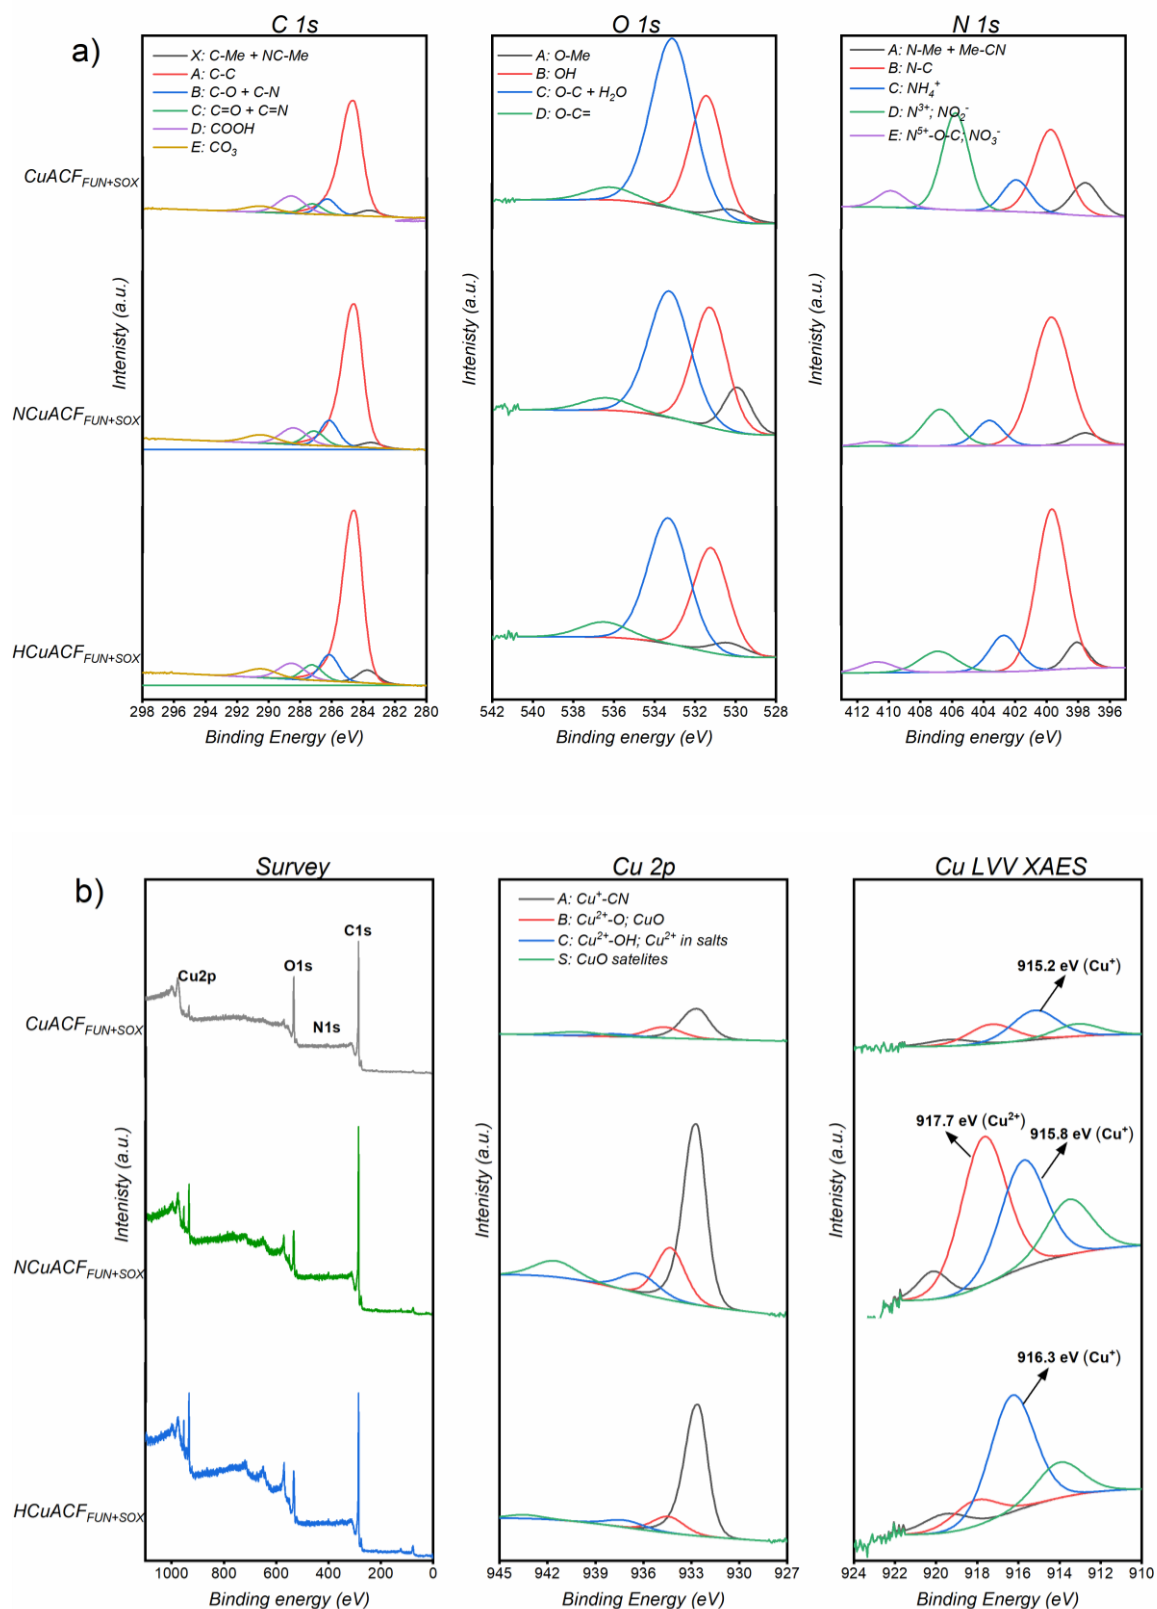 a)
C 1s
O 1s
N 1s
X: C-Me + NC-Me
A: C-C
B: C-O + C-N
C: C=O + C=N
D: COOH
E: CO3
A: O-Me
B: OH
C: O-C + H2O
D: O-C=
A: N-Me + Me-CN
B: N-C
C: NH4+
D: N3+; NO2-
E: N5+-O-C; NO3-
CuACFFUN+SOX
NCuACFFUN+SOX
HCuACFFUN+SOX
Intenisty (a.u.)
Intenisty (a.u.)
Intenisty (a.u.)
298 296 294 292 290 288 286 284 282 280
542 540 538 536 534 532 530 528
412 410 408 406 404 402 400 398 396
Binding Energy (eV)
Binding energy (eV)
Binding energy (eV)
b)
Survey
Cu 2p
Cu LVV XAES
Cu2p
O1s
N1s
C1s
A: Cu+-CN
B: Cu2+-O; CuO
C: Cu2+-OH; Cu2+ in salts
S: CuO satelites
915.2 eV (Cu+)
917.7 eV (Cu2+)
915.8 eV (Cu+)
916.3 eV (Cu+)
CuACFFUN+SOX
NCuACFFUN+SOX
HCuACFFUN+SOX
Intenisty (a.u.)
Intenisty (a.u.)
Intenisty (a.u.)
1000 800 600 400 200 0
945 942 939 936 933 930 927
924 922 920 918 916 914 912 910
Binding energy (eV)
Binding Energy (eV)
Binding energy (eV)